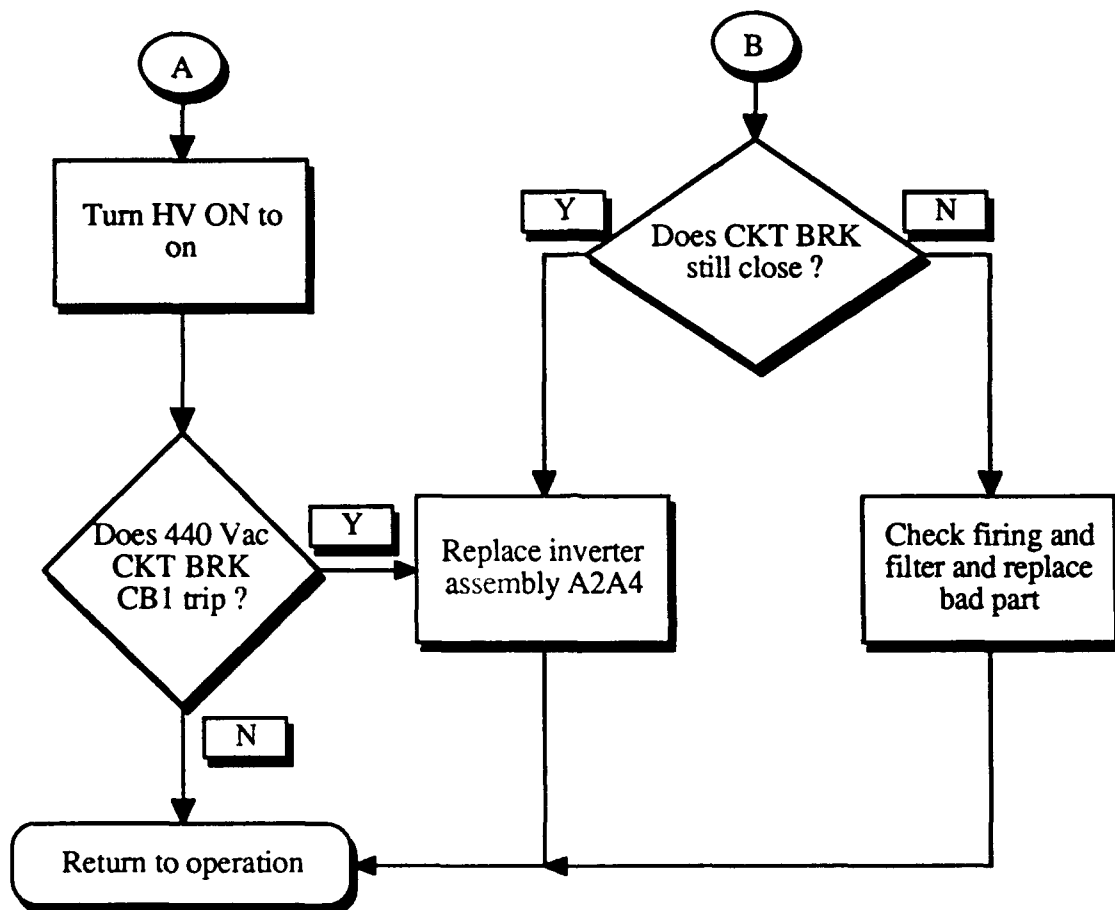 A
B
Turn HV ON to
on
Y
N
Does CKT BRK
still close ?
Does 440 Vac
CKT BRK
CB1 trip ?
Y
Replace inverter
assembly A2A4
Check firing and
filter and replace
bad part
N
Return to operation